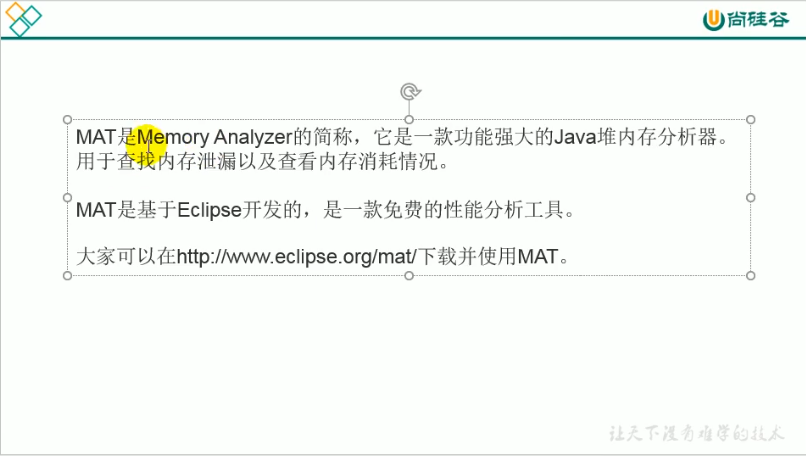 尚硅谷
MAT是Memory Analyzer的简称，它是一款功能强大的Java堆内存分析器。
用于查找内存泄漏以及查看内存消耗情况。
MAT是基于Eclipse开发的，是一款免费的性能分析工具。
大家可以在http://www.eclipse.org/mat/下载并使用MAT。
让天下没有难学的技术